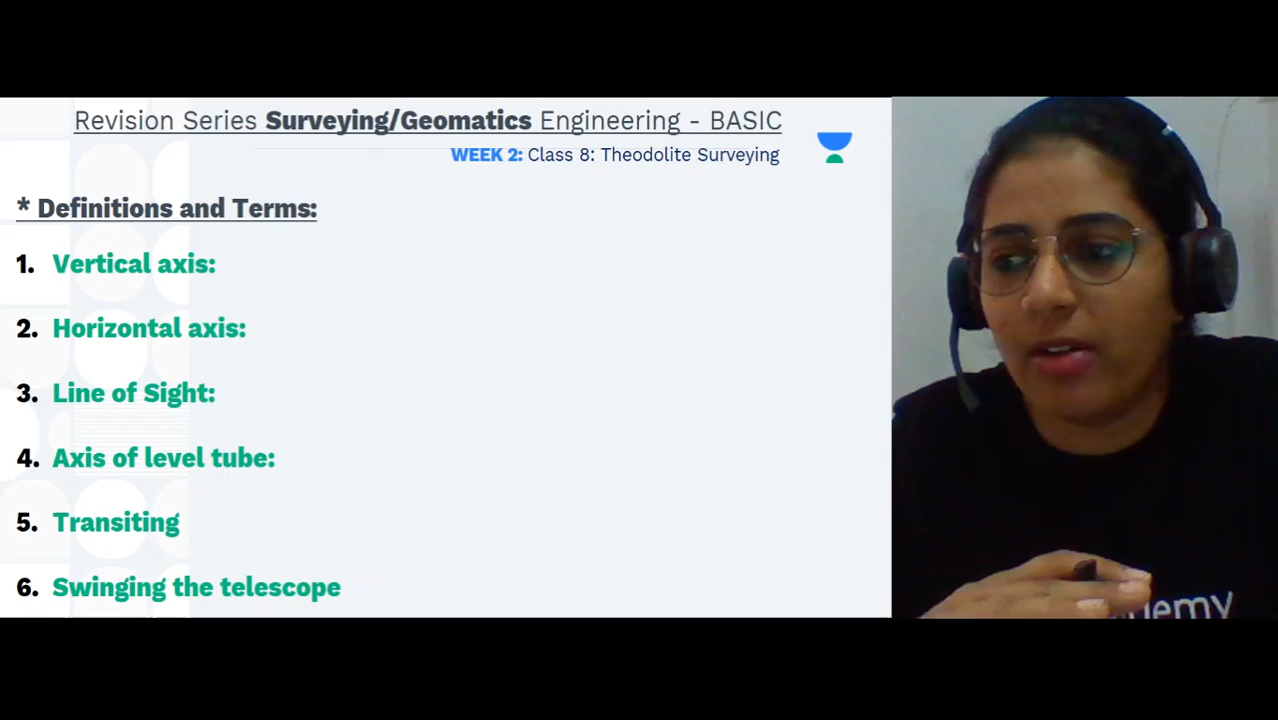 Revision Series Surveying/Geomatics Engineering - BASIC
WEEK 2: Class 8: Theodolite Surveying
* Definitions and Terms:
1. Vertical axis:
2. Horizontal axis:
3. Line of Sight:
4. Axis of level tube:
5. Transiting
6. Swinging the telescope